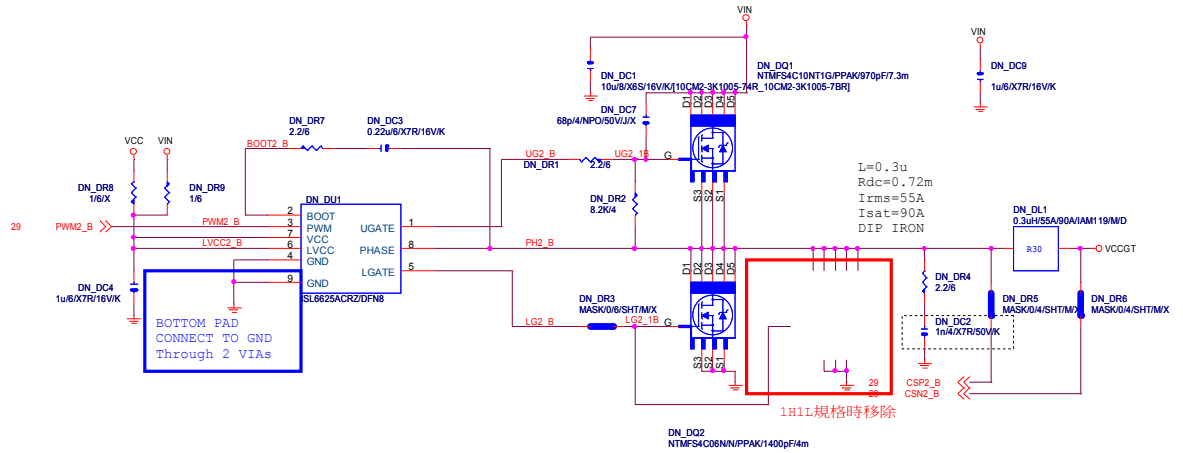 VIN
VIN
DN_DC1
10u/8/X6S/16V/K/[10CM2-3K1005-74R_10CM2-3K1005-7BR]
DN_DQ1
NTMFS4C10NT1G/PPAK/970pF/7.3m
DN_DC9
1u/6/X7R/16V/K
D1
D2
D3
D4
D5
DN_DC7
68p/4/NPO/50V/J/X
DN_DR7
2.2/6
DN_DC3
0.22u/6/X7R/16V/K
VCC
VIN
BOOT2_B
UG2_B
DN_DR1
2.2/6
UG2_1B
G
S3
S2
S1
DN_DR8
1/6/X
DN_DR9
1/6
DN_DU1
DN_DR2
8.2K/4
L=0.3u
Rdc=0.72m
Irms=55A
Isat=90A
DIP IRON
DN_DL1
0.3uH/55A/90A/IAM119/M/D
29
PWM2_B
PWM2_B
LVCC2_B
2
3
7
6
4
9
BOOT
PWM
VCC
LVCC
GND
GND
UGATE
PHASE
LGATE
1
8
5
ISL6625ACRZ/DFN8
PH2_B
R30
VCCGT
D1
D2
D3
D4
D5
DN_DC4
1u/6/X7R/16V/K
BOTTOM PAD
CONNECT TO GND
Through 2 VIAs
DN_DR3
MASK/0/6/SHT/M/X
LG2_B
LG2_1B
G
S3
S2
S1
DN_DR4
2.2/6
DN_DR5
MASK/0/4/SHT/M/X
DN_DR6
MASK/0/4/SHT/M/X
DN_DC2
1n/4/X7R/50V/K
29
CSP2_B
29
CSN2_B
1H1L規格時移除
DN_DQ2
NTMFS4C06N/N/PPAK/1400pF/4m